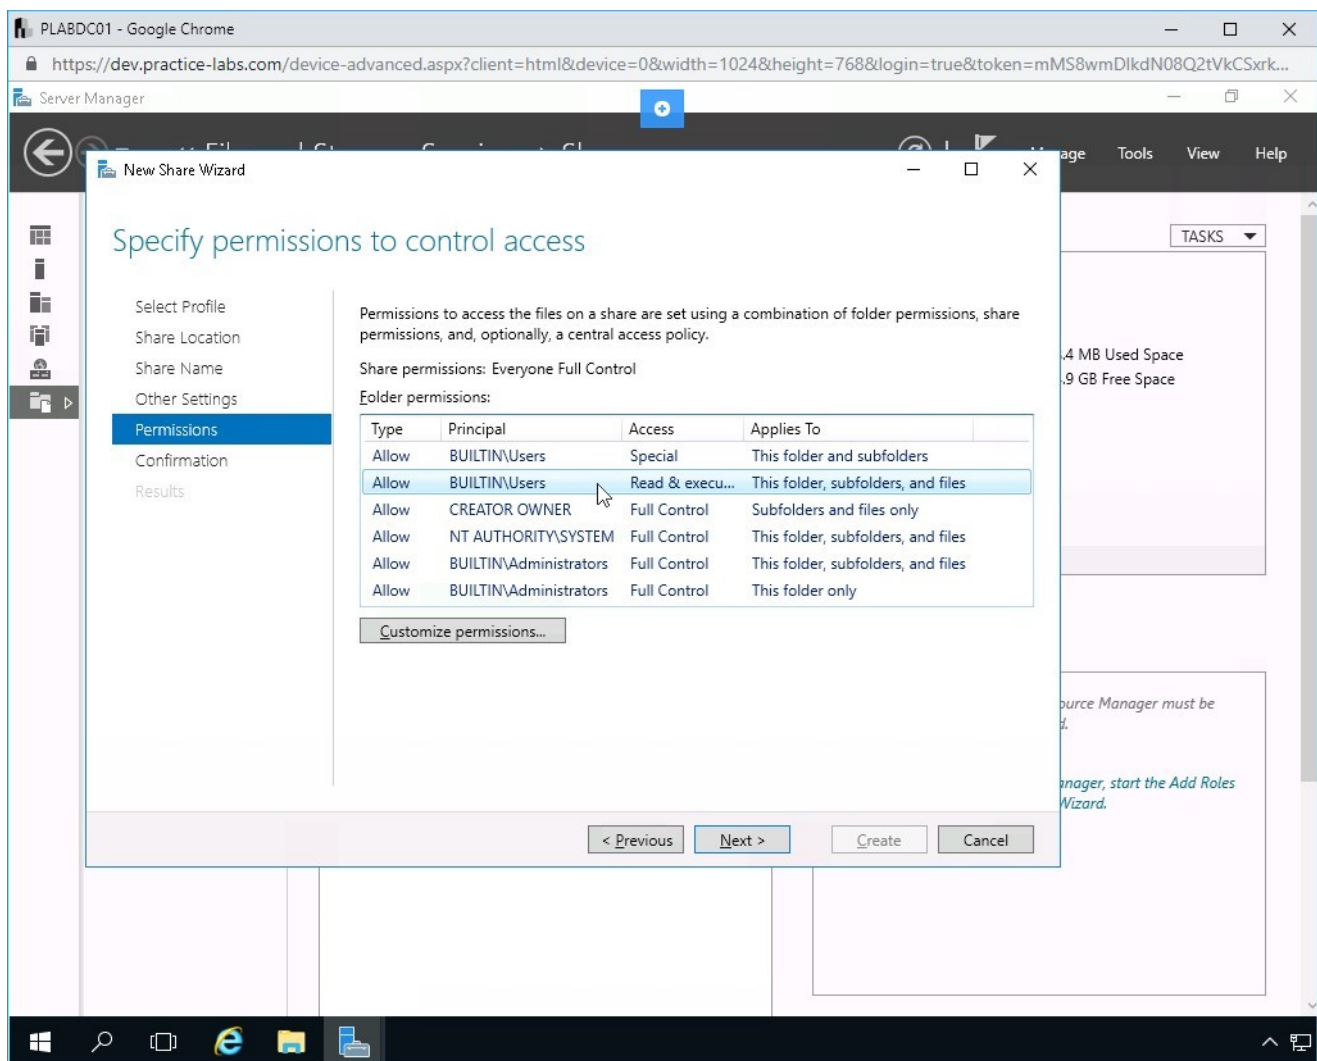 PLABDC01 - Google Chrome
https://dev.practice-labs.com/device-advanced.aspx?client=html&device=0&width=1024&height=768&login=true&token=mMS8wmDlkdN08Q2tVkCSxrk...
Server Manager
Tools View Help
New Share Wizard
TASKS
Specify permissions to control access
Select Profile
Share Location
Share Name
Other Settings
Permissions
Confirmation
Results
Permissions to access the files on a share are set using a combination of folder permissions, share
permissions, and, optionally, a central access policy.
Share permissions: Everyone Full Control
Folder permissions:
Type Principal Access Applies To
Allow BUILTIN\Users Special This folder and subfolders
Allow BUILTIN\Users Read & execu... This folder, subfolders, and files
Allow CREATOR OWNER Full Control Subfolders and files only
Allow NT AUTHORITY\SYSTEM Full Control This folder, subfolders, and files
Allow BUILTIN\Administrators Full Control This folder, subfolders, and files
Allow BUILTIN\Administrators Full Control This folder only
Customize permissions...
.4 MB Used Space
.9 GB Free Space
Manager must be
start the Add Roles
Wizard.
< Previous Next > Create Cancel